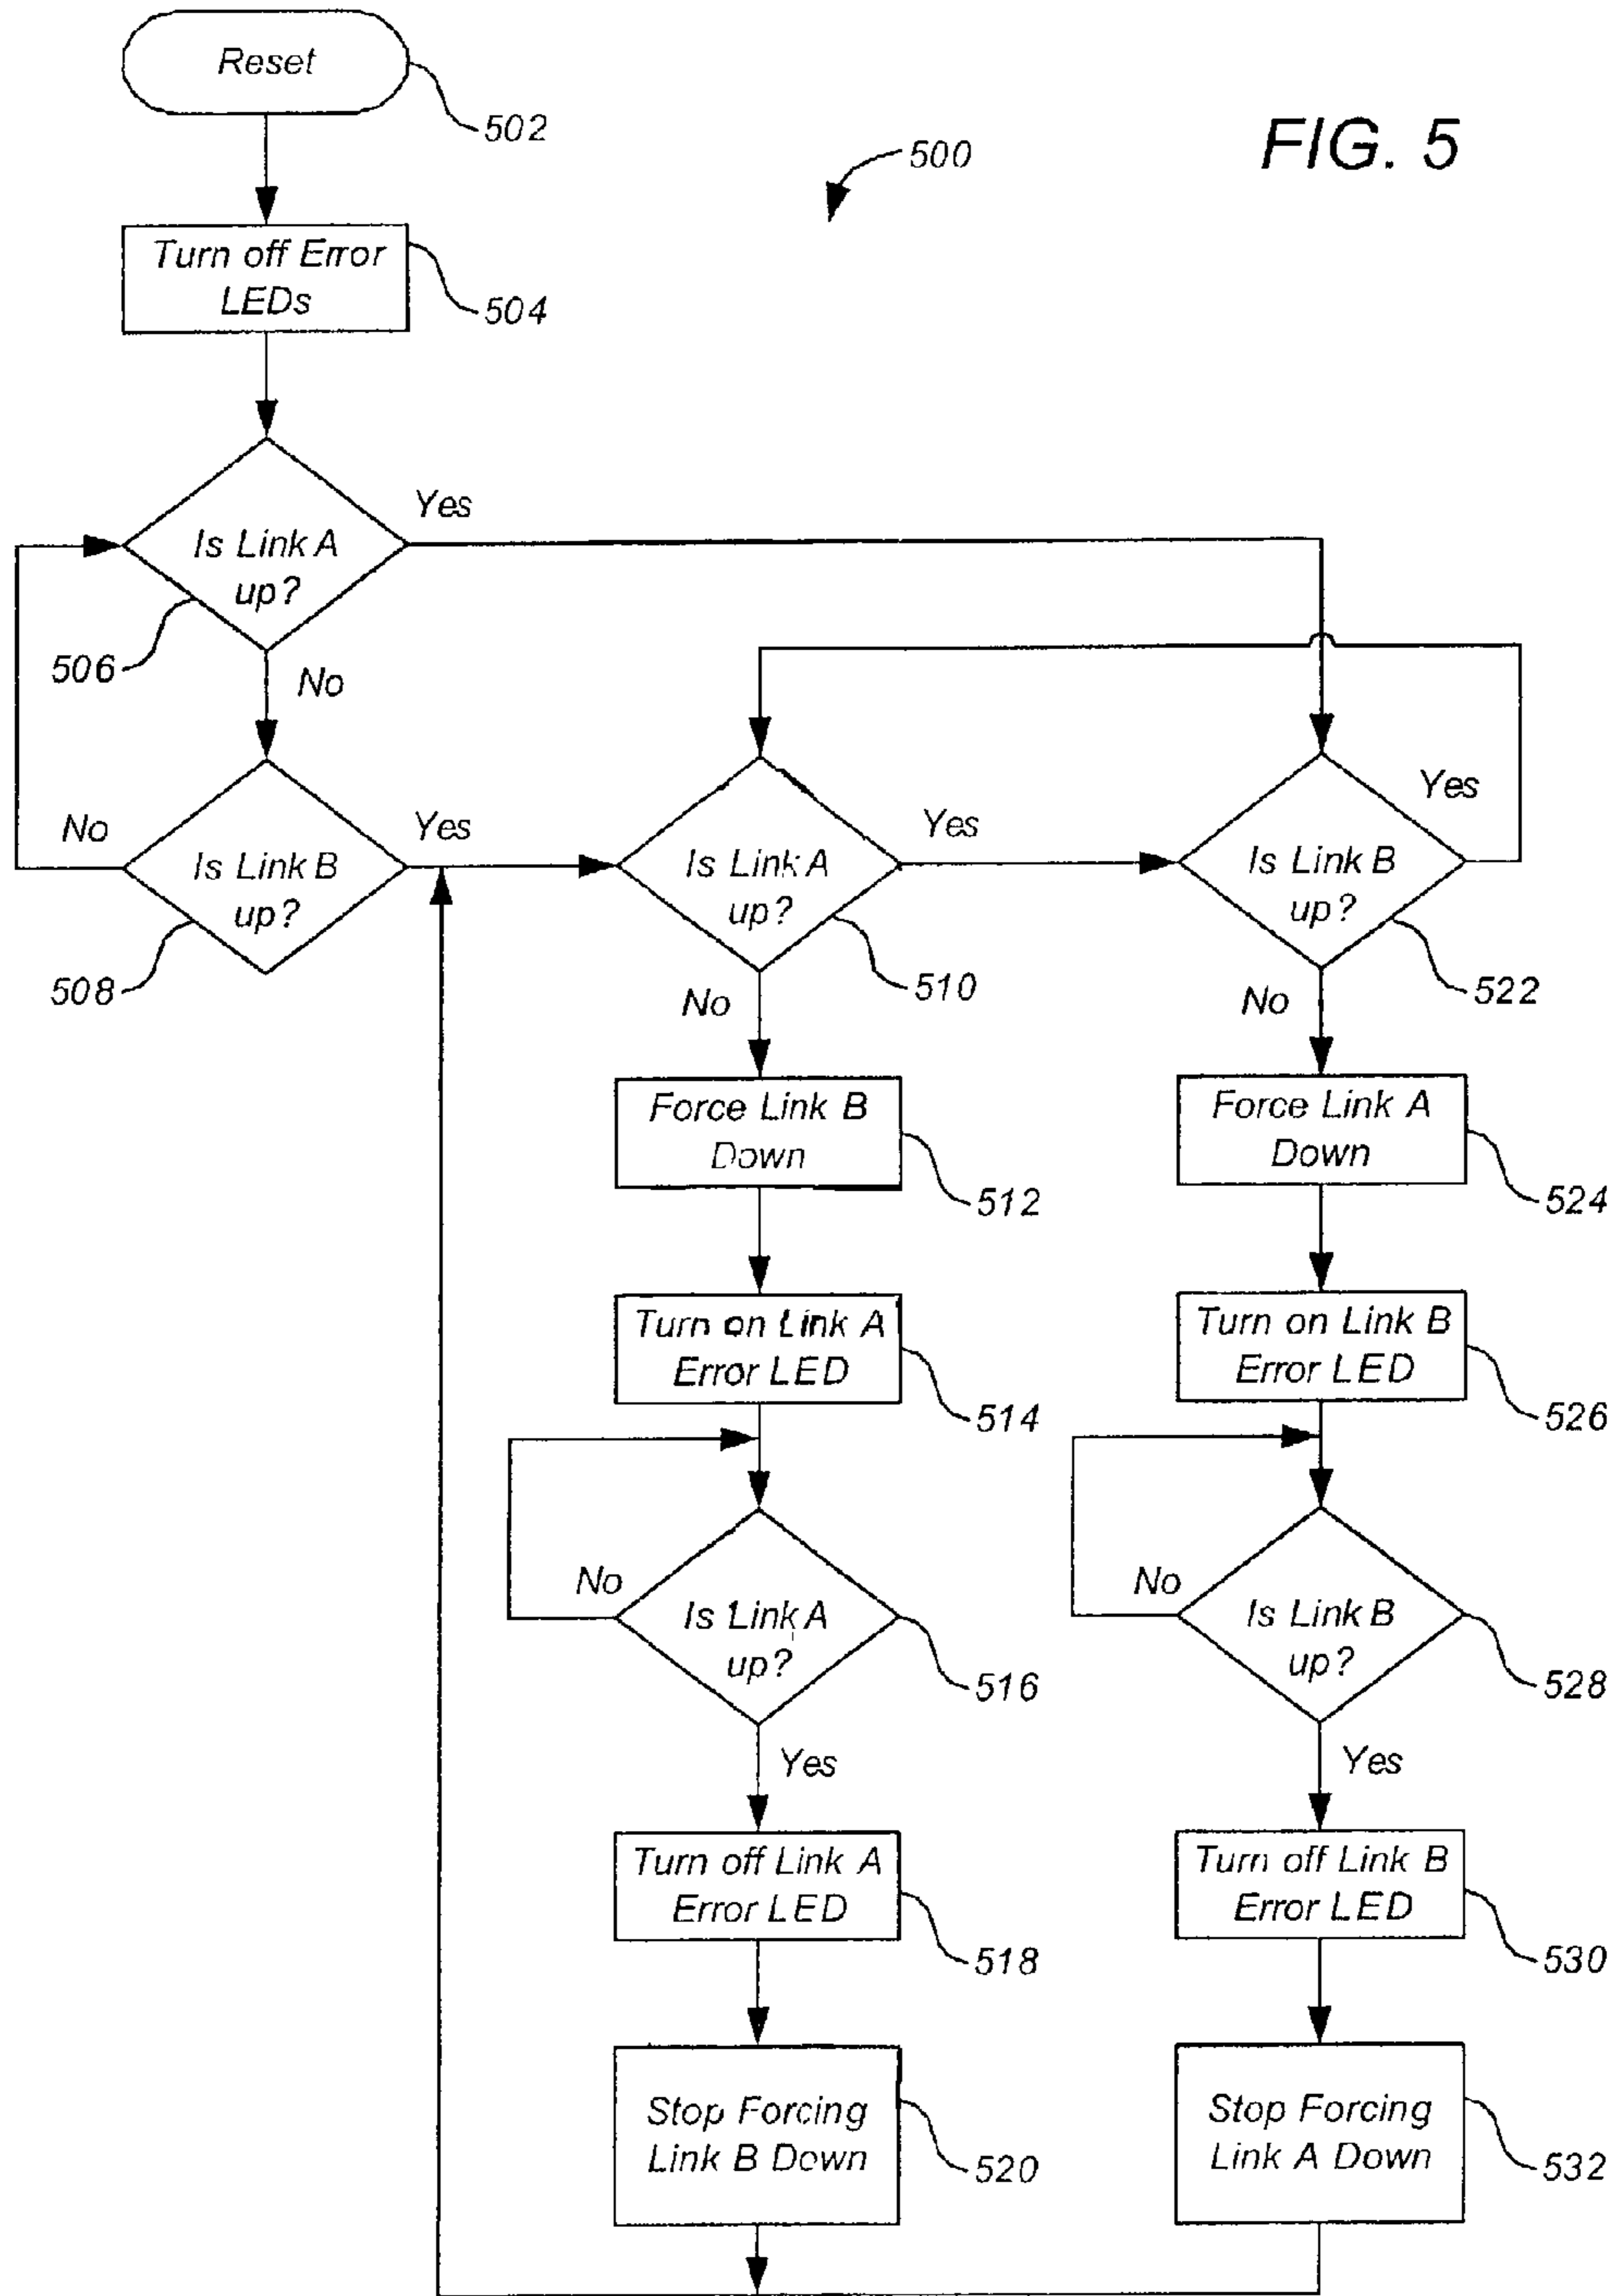 Reset
502
500
FIG. 5
Turn off Error
LEDs
504
Is Link A
up?
Yes
506
No
Is Link B
up?
No
Yes
508
Is Link A
up?
Yes
510
No
Is Link B
up?
Yes
522
No
Force Link B
Down
512
Force Link A
Down
524
Turn on Link A
Error LED
514
Turn on Link B
Error LED
526
Is Link A
up?
No
516
Yes
Is Link B
up?
No
528
Yes
Turn off Link A
Error LED
518
Turn off Link B
Error LED
530
Stop Forcing
Link B Down
520
Stop Forcing
Link A Down
532